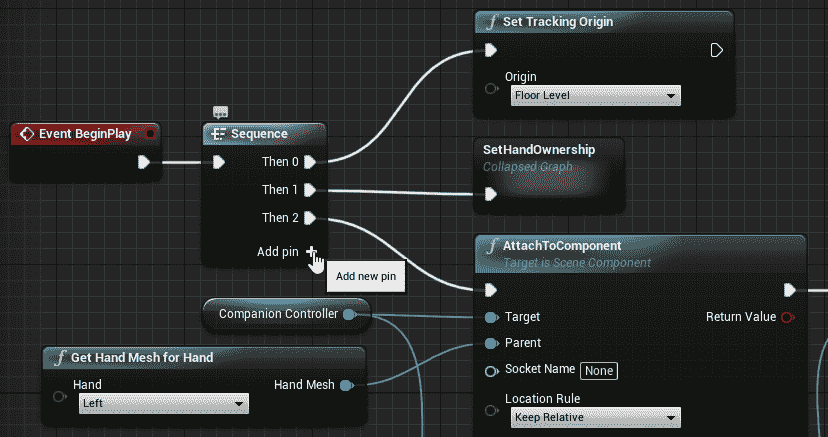 Set Tracking Origin
Origin
Floor Level
Event BeginPlay
Sequence
Then 0
Then 1
Then 2
Add pin
Add new pin
SetHandOwnership
Collapsed Graph
AttachToComponent
Target is Scene Component
Target
Return Value
Parent
Socket Name None
Location Rule
Keep Relative
Companion Controller
Get Hand Mesh for Hand
Hand
Hand Mesh
Left